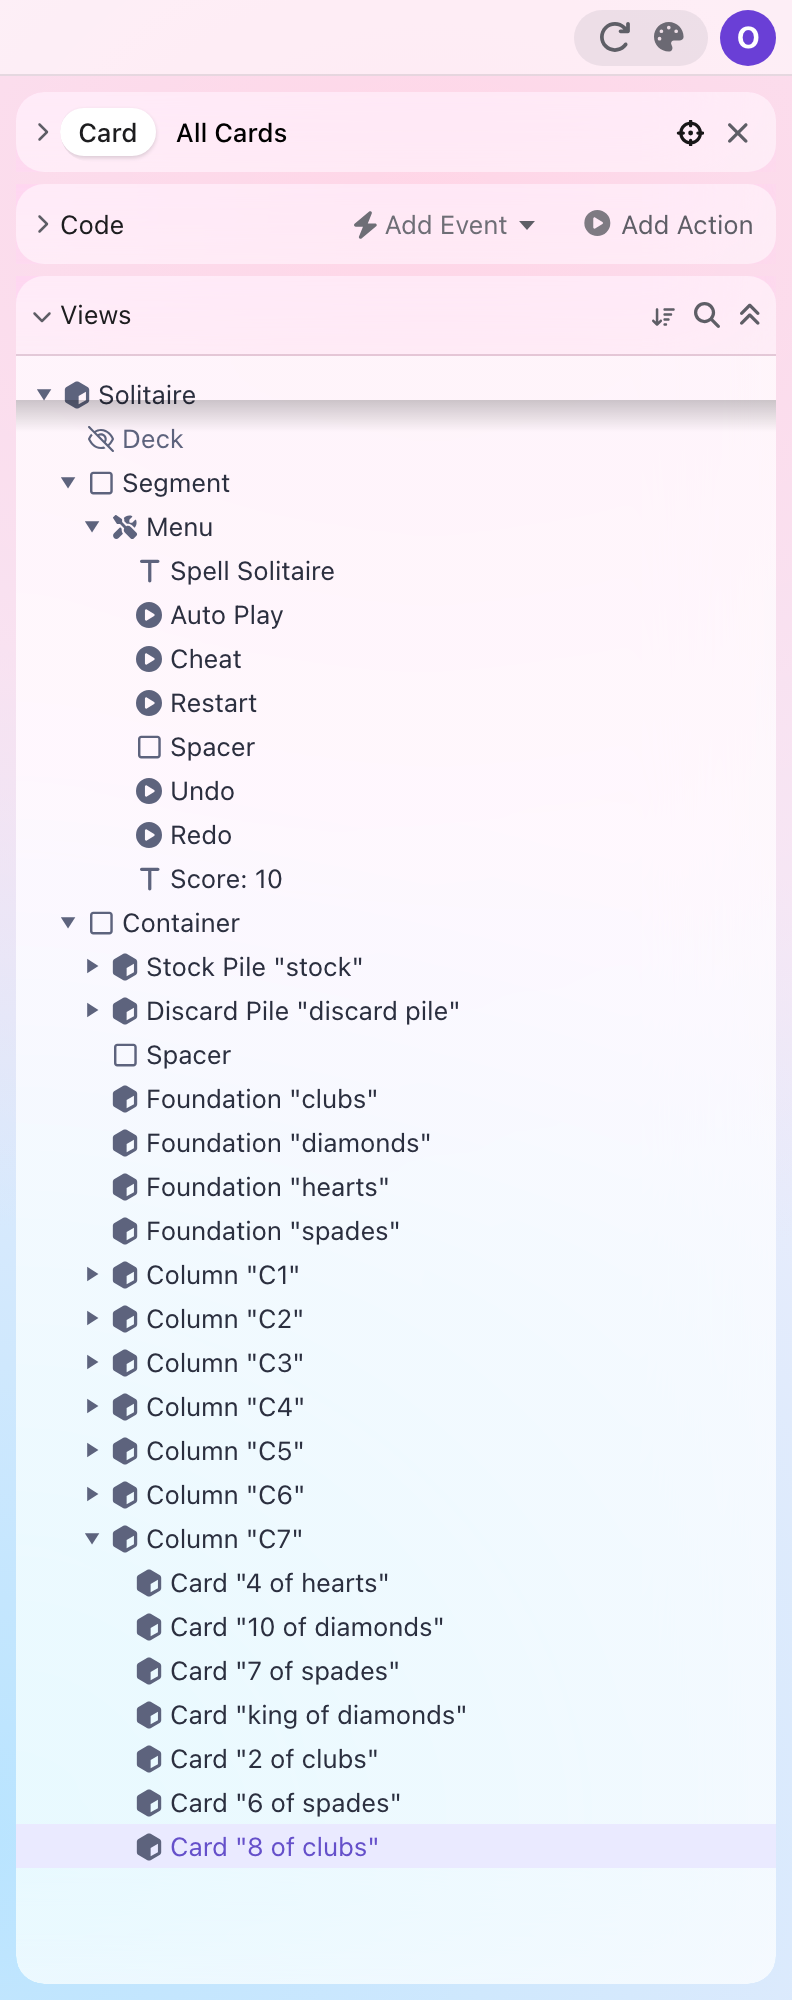 O
Card All Cards
Code Add Event Add Action
Views
Solitaire
Deck
Segment
Menu
Spell Solitaire
Auto Play
Cheat
Restart
Spacer
Undo
Redo
Score: 10
Container
Stock Pile "stock"
Discard Pile "discard pile"
Spacer
Foundation "clubs"
Foundation "diamonds"
Foundation "hearts"
Foundation "spades"
Column "C1"
Column "C2"
Column "C3"
Column "C4"
Column "C5"
Column "C6"
Column "C7"
Card "4 of hearts"
Card "10 of diamonds"
Card "7 of spades"
Card "king of diamonds"
Card "2 of clubs"
Card "6 of spades"
Card "8 of clubs"